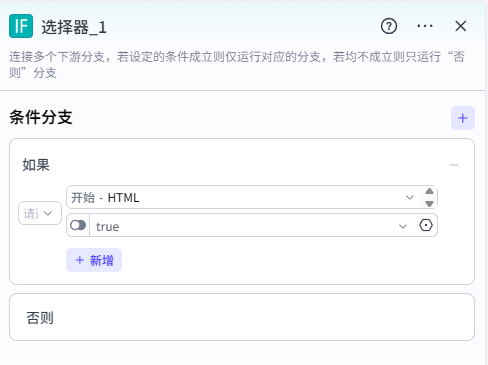 IF 选择器_1
连接多个下游分支，若设定的条件成立则仅运行对应的分支，若均不成立则只运行“否
则”分支
条件分支
如果
开始 - HTML
请
true
+ 新增
否则